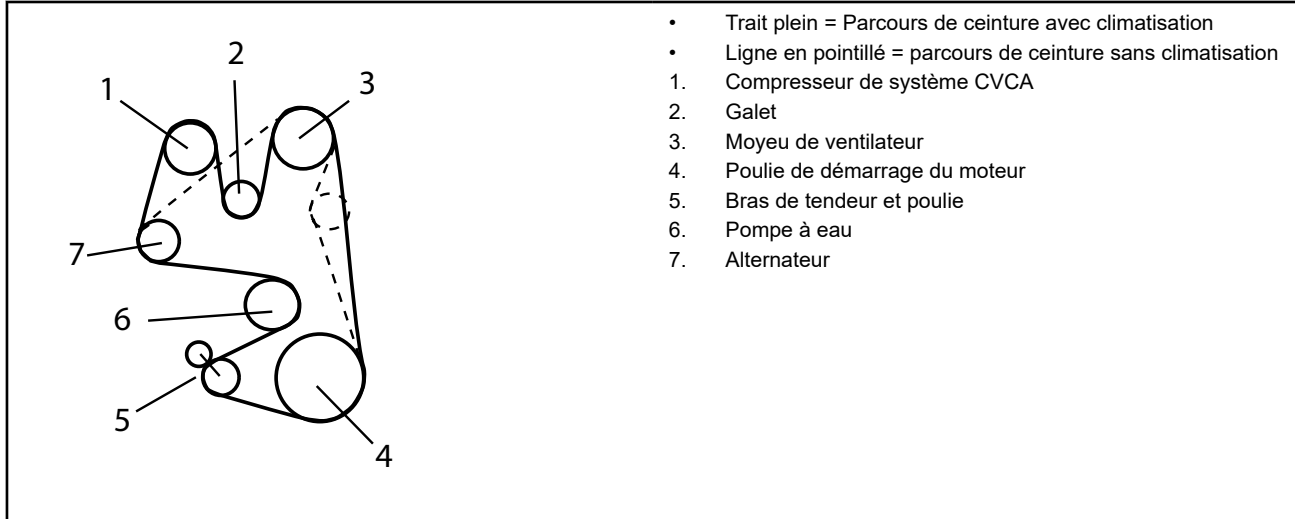 2
1
3
7
6
5
4
• Trait plein = Parcours de ceinture avec climatisation
• Ligne en pointillé = parcours de ceinture sans climatisation
1. Compresseur de système CVCA
2. Galet
3. Moyeu de ventilateur
4. Poulie de démarrage du moteur
5. Bras de tendeur et poulie
6. Pompe à eau
7. Alternateur